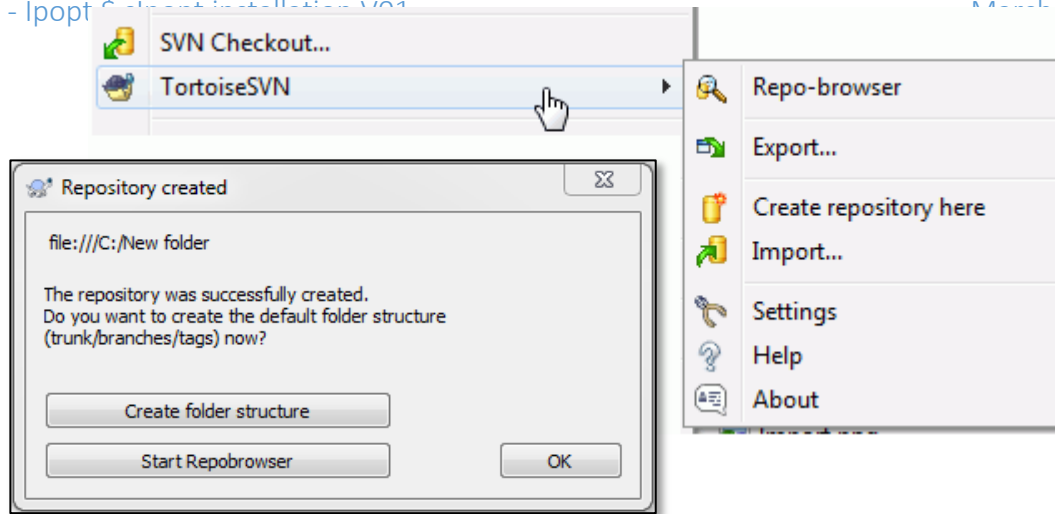 - Ipopt
March
SVN Checkout...
TortoiseSVN
Repo-browser
Export...
Create repository here
Import...
Settings
Help
About
Repository created
file:///C:/New folder
The repository was successfully created.
Do you want to create the default folder structure
(trunk/branches/tags) now?
Create folder structure
Start Repobrowser
OK